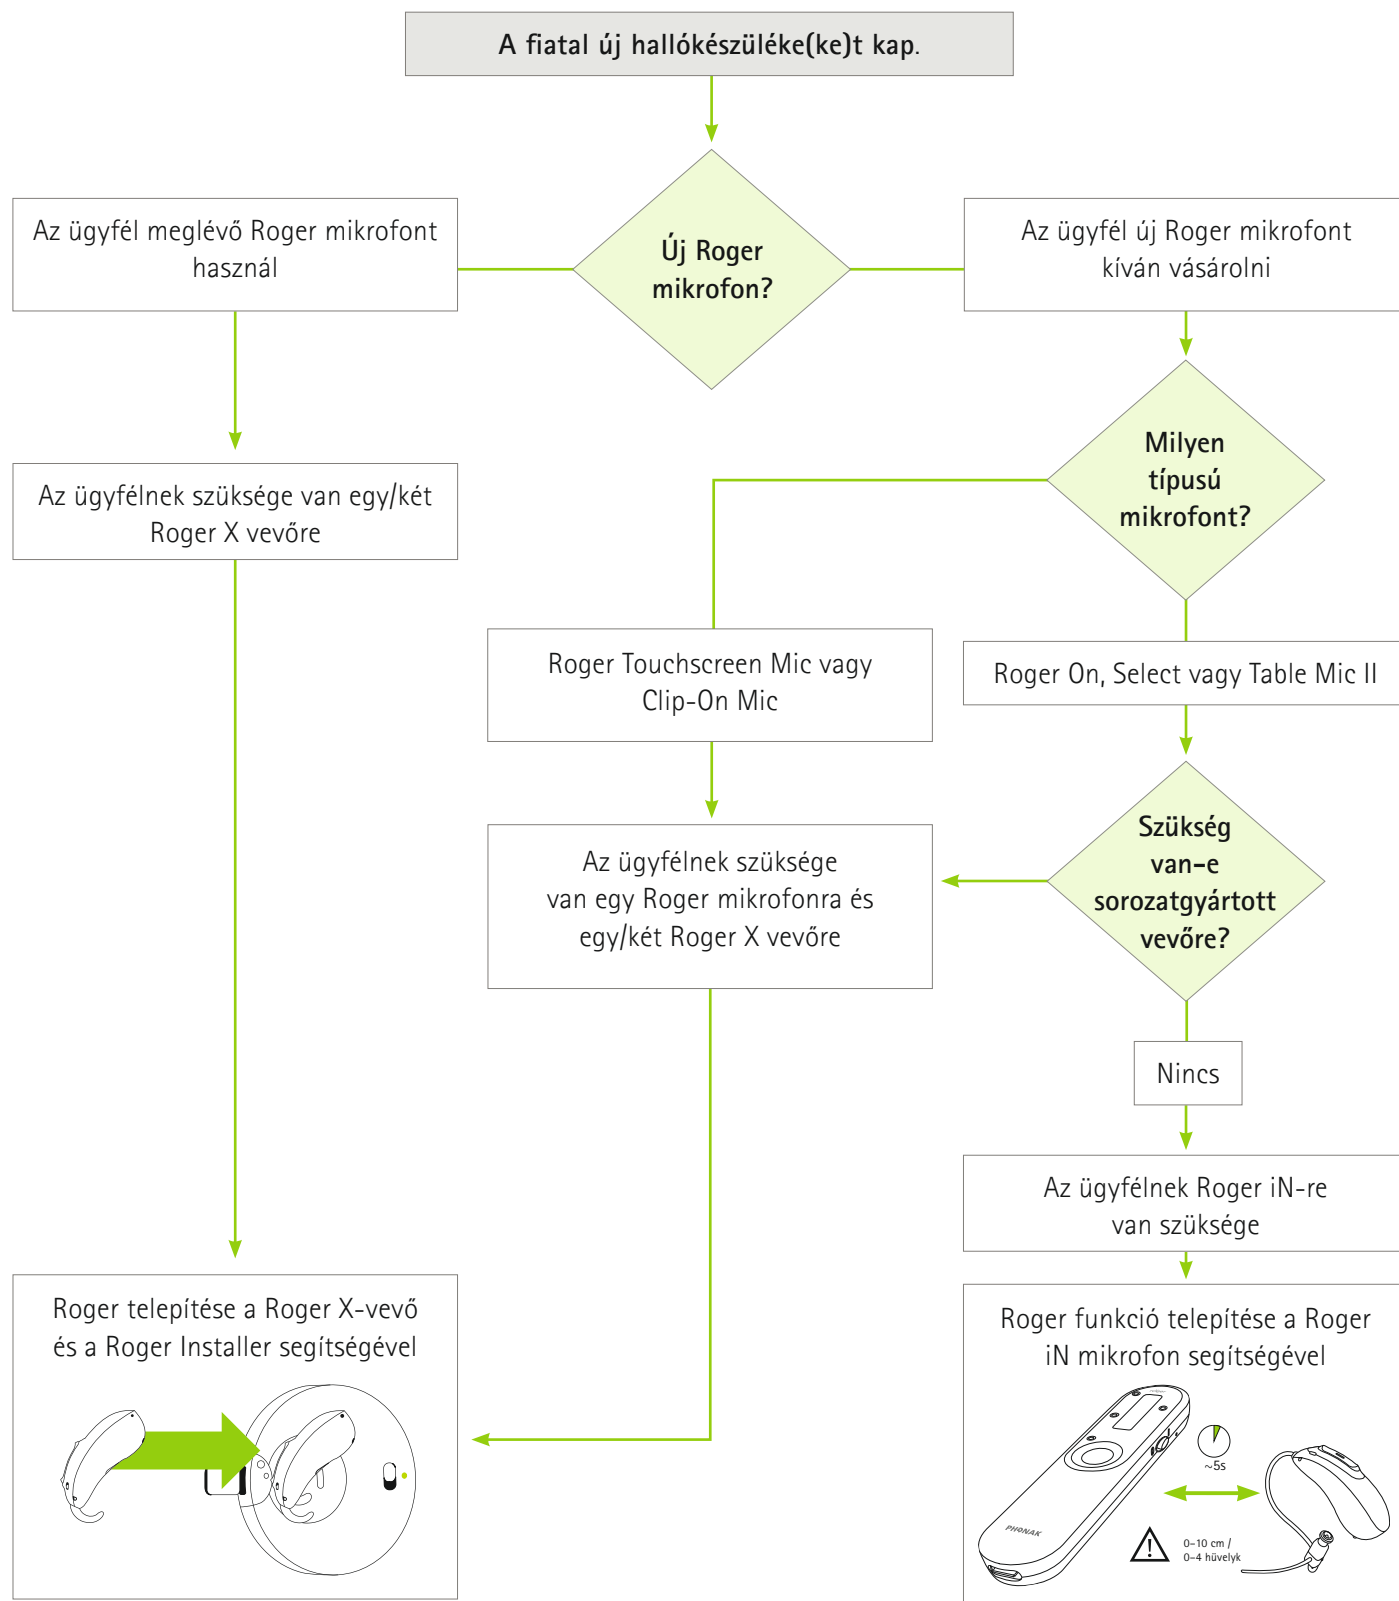 A fiatal új hallókészüléke(ke)t kap.
Az ügyfél meglévő Roger mikrofont
használ
Új Roger
mikrofon?
Az ügyfél új Roger mikrofont
kíván vásárolni
Milyen
típusú
mikrofont?
Az ügyfélnek szüksége van egy/két
Roger X vevőre
Roger Touchscreen Mic vagy
Clip-On Mic
Roger On, Select vagy Table Mic II
Az ügyfélnek szüksége
van egy Roger mikrofonra és
egy/két Roger X vevőre
Szükség
van-e
sorozatgyártott
vevőre?
Nincs
Az ügyfélnek Roger iN-re
van szüksége
Roger telepítése a Roger X-vevő
és a Roger Installer segítségével
Roger funkció telepítése a Roger
iN mikrofon segítségével
~5s
PHONAK
0–10 cm /
0–4 hüvelyk